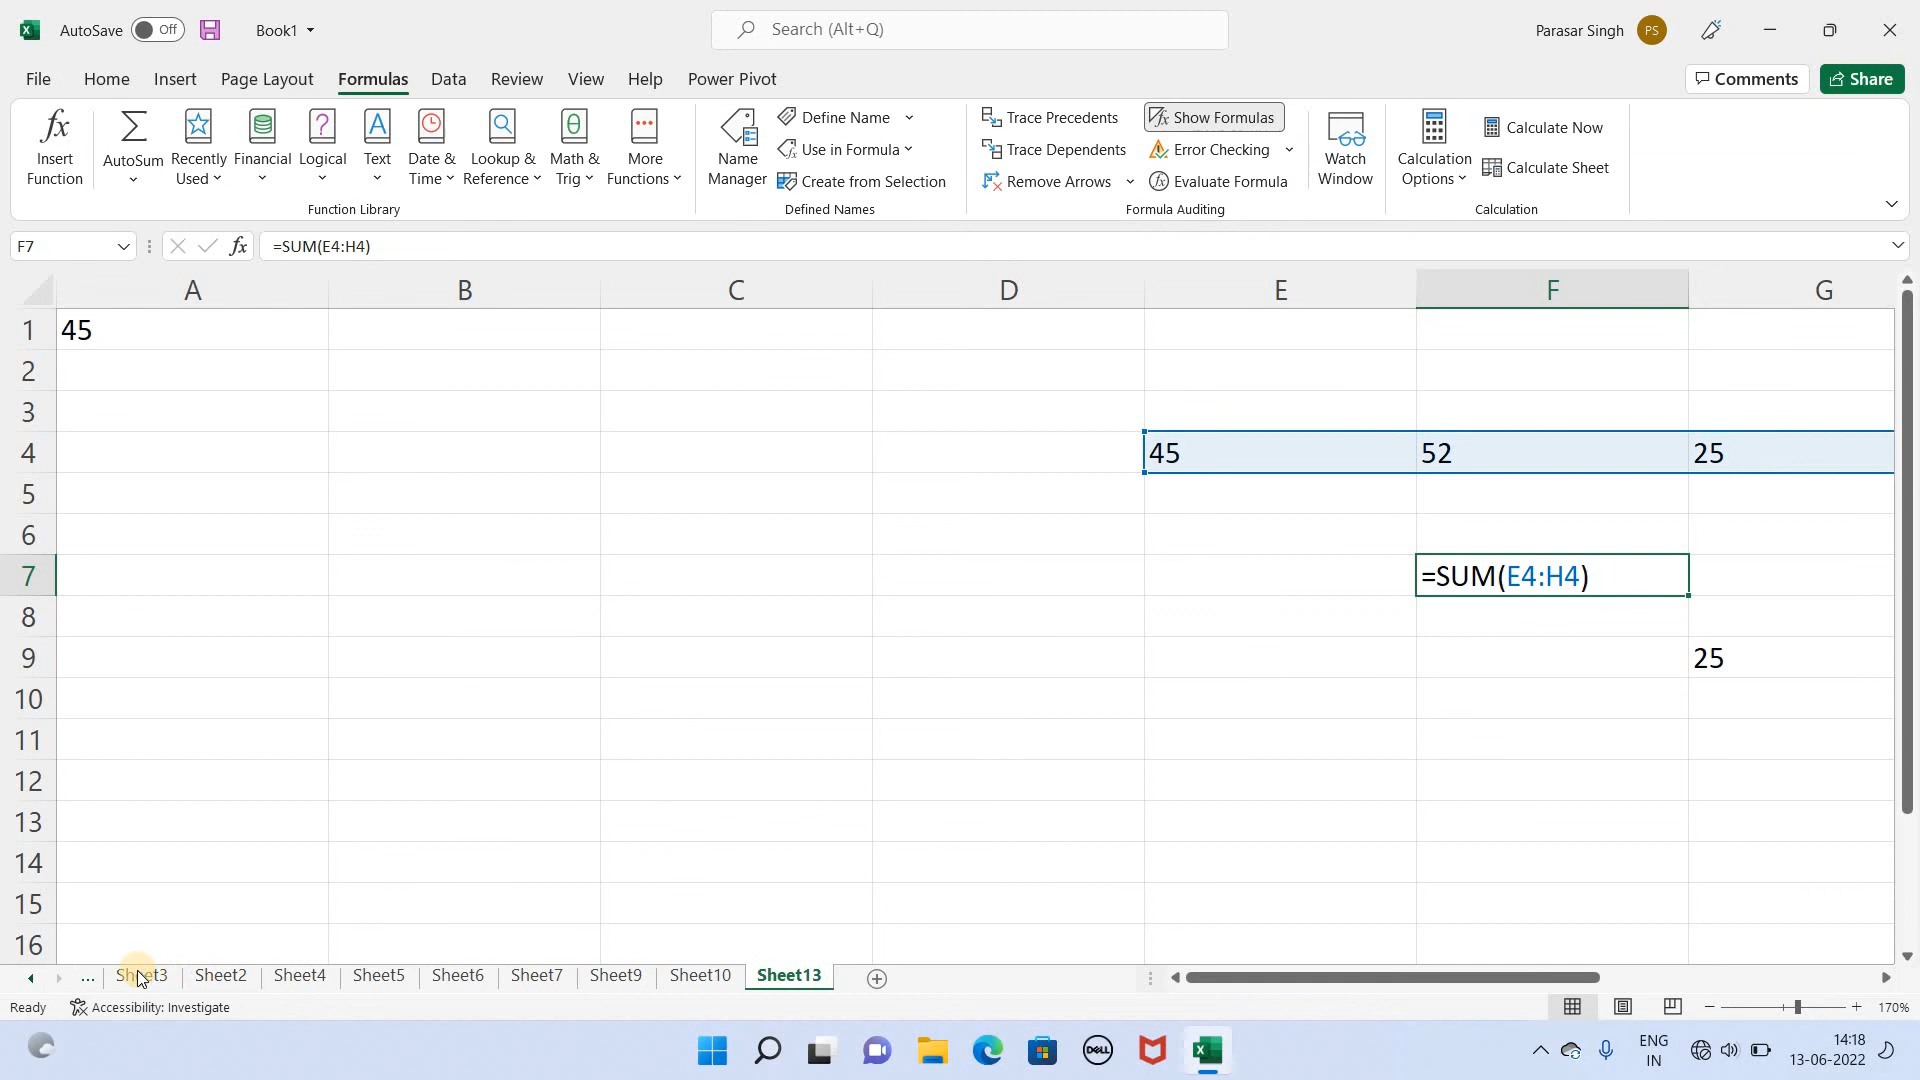 AutoSave Off Book1 Search (Alt+Q) Parasar Singh PS
File Home Insert Page Layout Formulas Data Review View Help Power Pivot Comments Share
Insert Function
AutoSum
Recently Used
Financial
Logical
Text
Date & Time
Lookup & Reference
Math & Trig
More Functions
Function Library
Name Manager
Define Name
Use in Formula
Create from Selection
Defined Names
Trace Precedents
Trace Dependents
Remove Arrows
Show Formulas
Error Checking
Evaluate Formula
Formula Auditing
Watch Window
Calculation Options
Calculate Now
Calculate Sheet
Calculation
F7 fx =SUM(E4:H4)
A B C D E F G
1 45
2
3
4 45 52 25
5
6
7 =SUM(E4:H4)
8
9 25
10
11
12
13
14
15
16
... Sheet3 Sheet2 Sheet4 Sheet5 Sheet6 Sheet7 Sheet9 Sheet10 Sheet13
Ready Accessibility: Investigate 170%
DELL
ENG
IN
14:18
13-06-2022